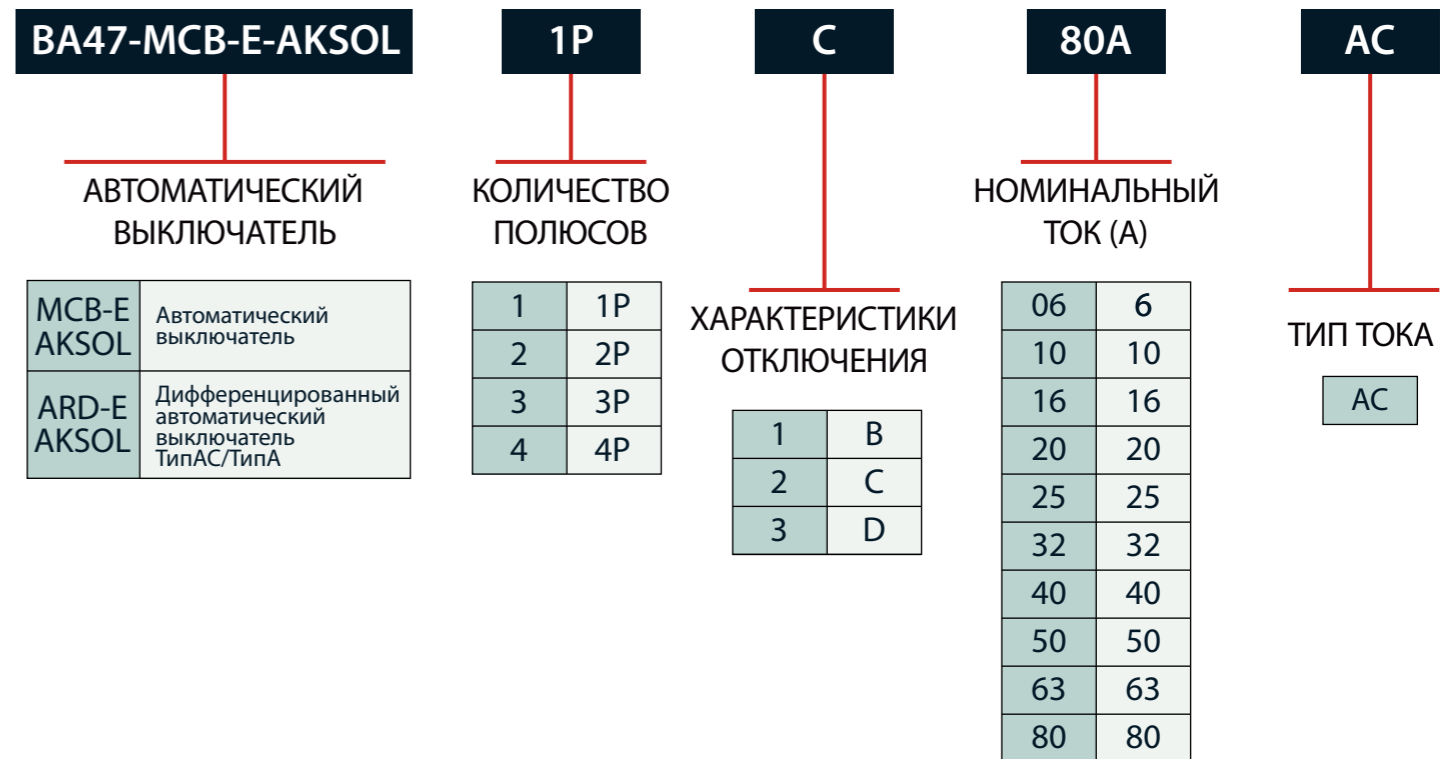 BA47-MCB-E-AKSOL
1P
C
80A
AC
АВТОМАТИЧЕСКИЙ
ВЫКЛЮЧАТЕЛЬ
MCB-E
AKSOL
Автоматический
выключатель
ARD-E
AKSOL
Дифференцированный
автоматический
выключатель
ТипАС/ТипА
КОЛИЧЕСТВО
ПОЛЮСОВ
1 1P
2 2P
3 3P
4 4P
ХАРАКТЕРИСТИКИ
ОТКЛЮЧЕНИЯ
1 B
2 C
3 D
НОМИНАЛЬНЫЙ
ТОК (А)
06 6
10 10
16 16
20 20
25 25
32 32
40 40
50 50
63 63
80 80
ТИП ТОКА
AC